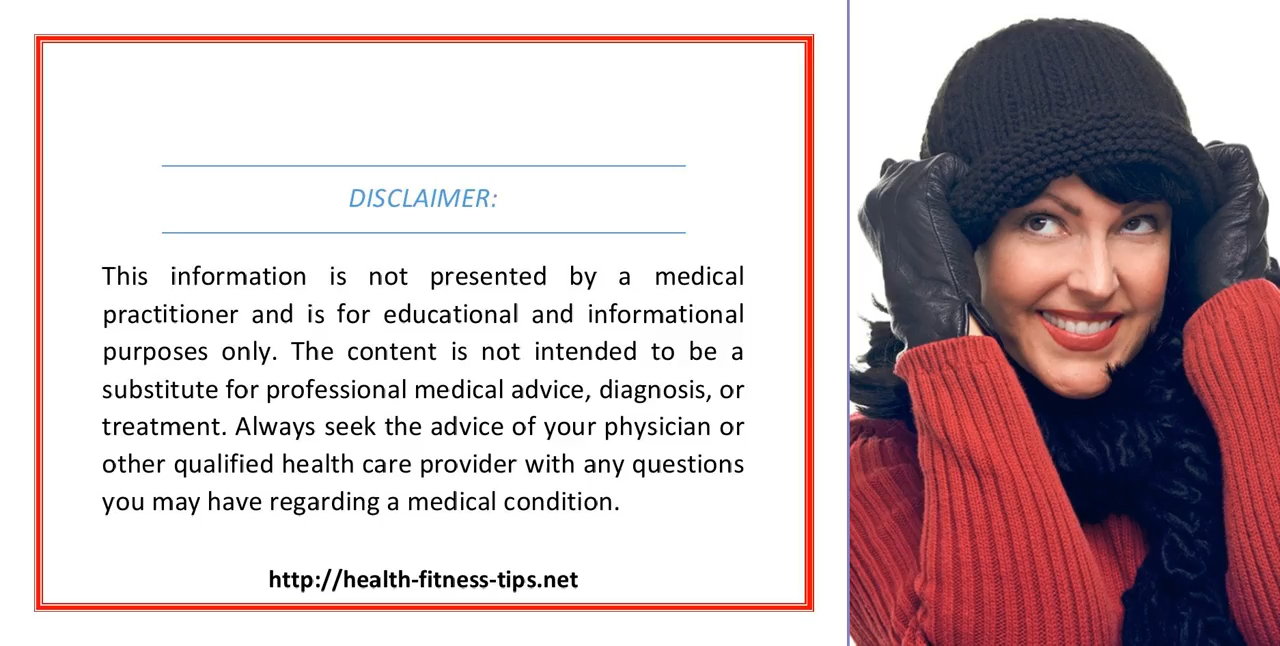 DISCLAIMER:
This information is not presented by a medical
practitioner and is for educational and informational
purposes only. The content is not intended to be a
substitute for professional medical advice, diagnosis, or
treatment. Always seek the advice of your physician or
other qualified health care provider with any questions
you may have regarding a medical condition.
http://health-fitness-tips.net